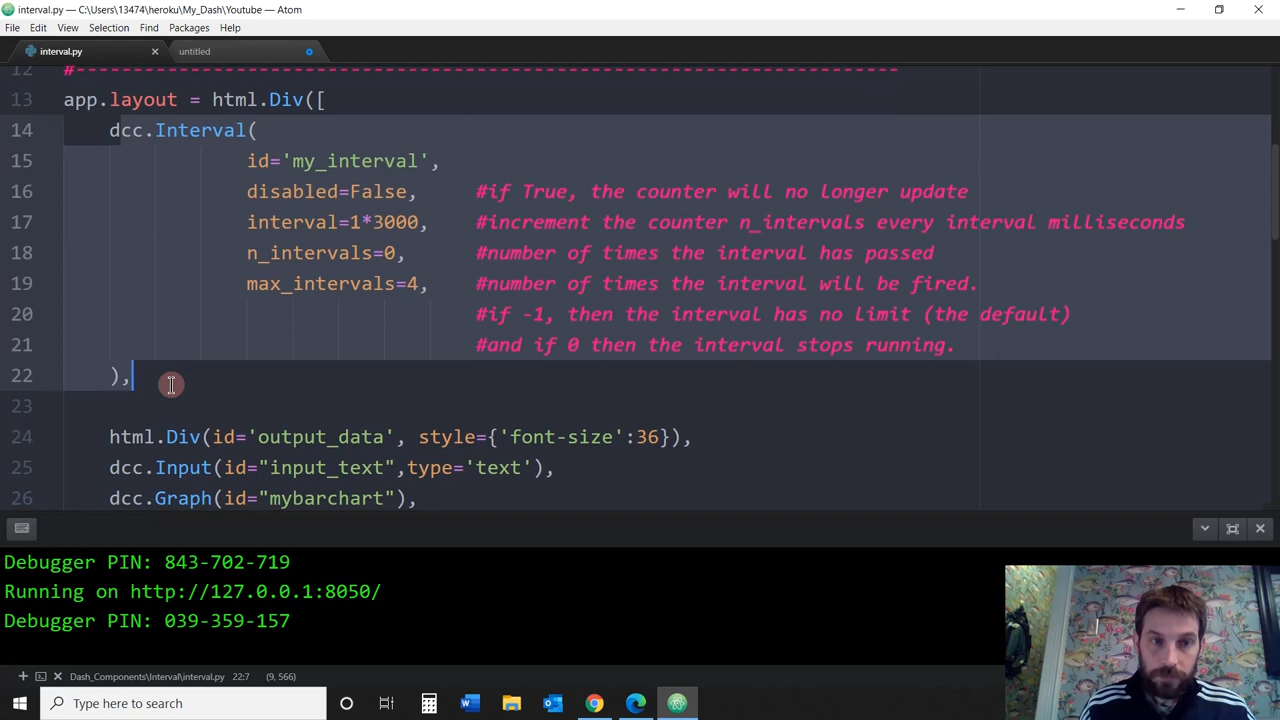 interval.py — C:\Users\13474\heroku\My_Dash\Youtube — Atom
File Edit View Selection Find Packages Help
interval.py untitled
12 #------------------------------------------------------------------------
13 app.layout = html.Div([
14 dcc.Interval(
15 id='my_interval',
16 disabled=False, #if True, the counter will no longer update
17 interval=1*3000, #increment the counter n_intervals every interval milliseconds
18 n_intervals=0, #number of times the interval has passed
19 max_intervals=4, #number of times the interval will be fired.
20 #if -1, then the interval has no limit (the default)
21 #and if 0 then the interval stops running.
22 ),
23
24 html.Div(id='output_data', style={'font-size':36}),
25 dcc.Input(id="input_text",type='text'),
26 dcc.Graph(id="mybarchart"),
Debugger PIN: 843-702-719
Running on http://127.0.0.1:8050/
Debugger PIN: 039-359-157
Dash_Components\Interval\interval.py 22:7 (9, 566)
Type here to search